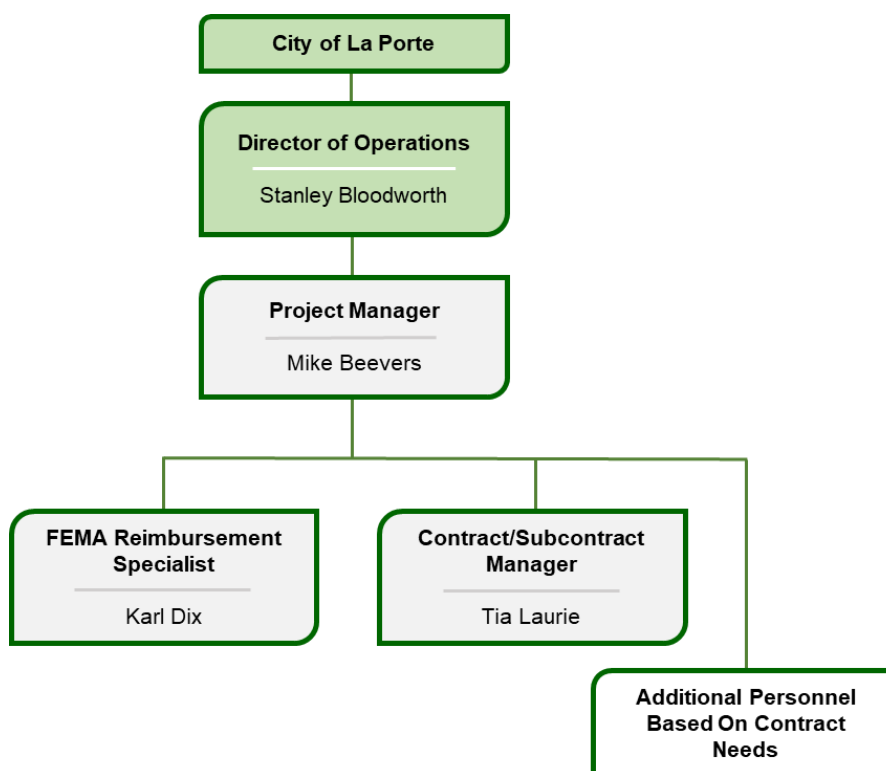 City of La Porte
Director of Operations
Stanley Bloodworth
Project Manager
Mike Beevers
FEMA Reimbursement
Specialist
Karl Dix
Contract/Subcontract
Manager
Tia Laurie
Additional Personnel
Based On Contract
Needs